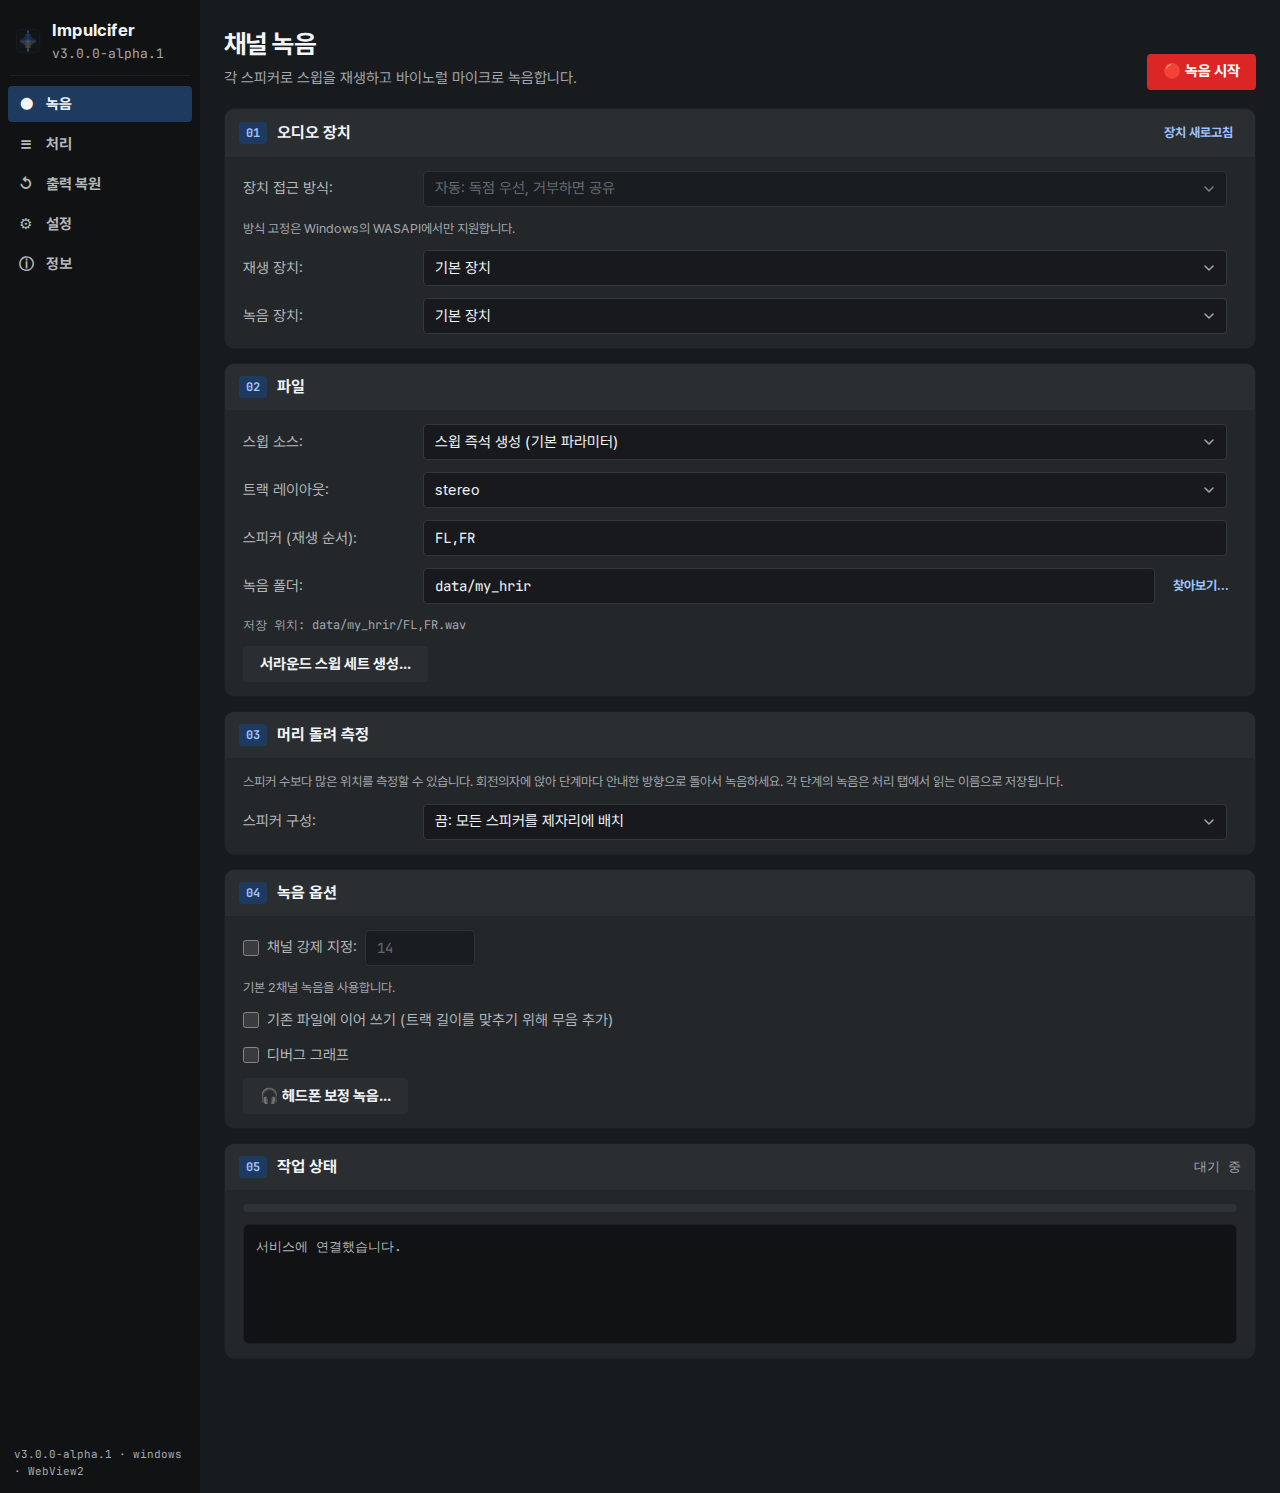 Impulcifer
v3.0.0-alpha.1
녹음
처리
출력 복원
설정
정보
v3.0.0-alpha.1 · windows
· WebView2
채널 녹음
각 스피커로 스윕을 재생하고 바이노럴 마이크로 녹음합니다.
녹음 시작
01 오디오 장치
장치 새로고침
장치 접근 방식: 자동: 독점 우선, 거부하면 공유
방식 고정은 Windows의 WASAPI에서만 지원합니다.
재생 장치: 기본 장치
녹음 장치: 기본 장치
02 파일
스윕 소스: 스윕 즉석 생성 (기본 파라미터)
트랙 레이아웃: stereo
스피커 (재생 순서): FL,FR
녹음 폴더: data/my_hrir 찾아보기...
저장 위치: data/my_hrir/FL,FR.wav
서라운드 스윕 세트 생성...
03 머리 돌려 측정
스피커 수보다 많은 위치를 측정할 수 있습니다. 회전의자에 앉아 단계마다 안내한 방향으로 돌아서 녹음하세요. 각 단계의 녹음은 처리 탭에서 읽는 이름으로 저장됩니다.
스피커 구성: 끔: 모든 스피커를 제자리에 배치
04 녹음 옵션
채널 강제 지정: 14
기본 2채널 녹음을 사용합니다.
기존 파일에 이어 쓰기 (트랙 길이를 맞추기 위해 무음 추가)
디버그 그래프
헤드폰 보정 녹음...
05 작업 상태
대기 중
서비스에 연결했습니다.